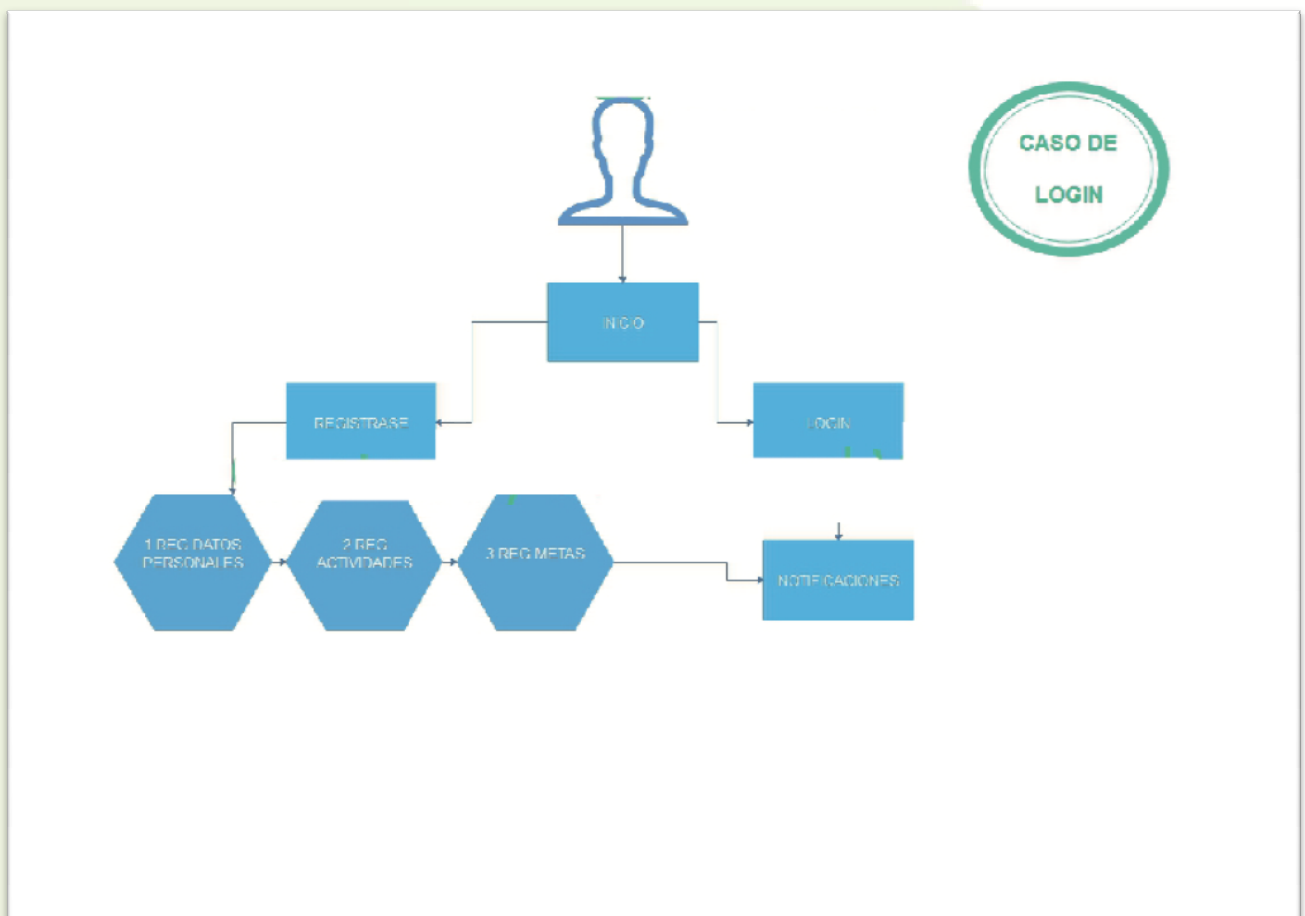 CASO DE
LOGIN
INICIO
REGISTRASE
LOGIN
1 REG DATOS
PERSONALES
2 REG
ACTIVIDADES
3 REG METAS
NOTIFICACIONES